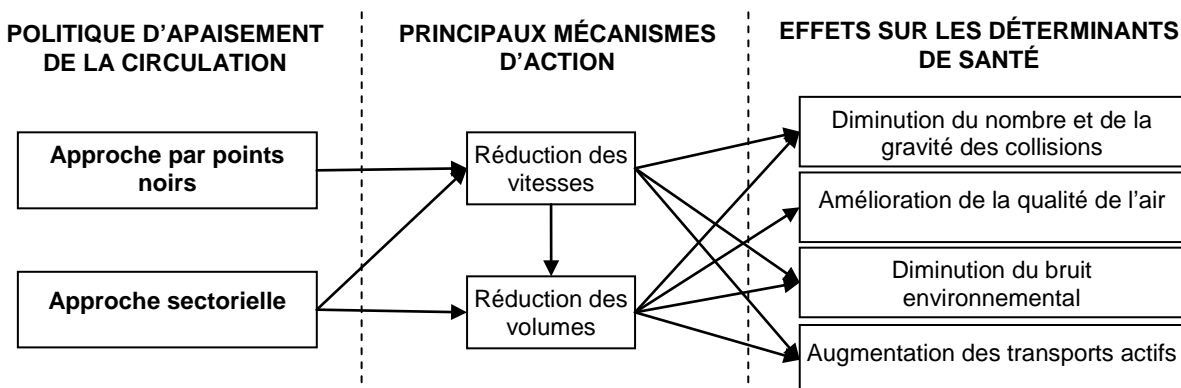 POLITIQUE D'APAISEMENT
DE LA CIRCULATION
PRINCIPAUX MÉCANISMES
D'ACTION
EFFETS SUR LES DÉTERMINANTS
DE SANTÉ
Approche par points
noirs
Approche sectorielle
Réduction des
vitesses
Réduction des
volumes
Diminution du nombre et de la
gravité des collisions
Amélioration de la qualité de l'air
Diminution du bruit
environnemental
Augmentation des transports actifs